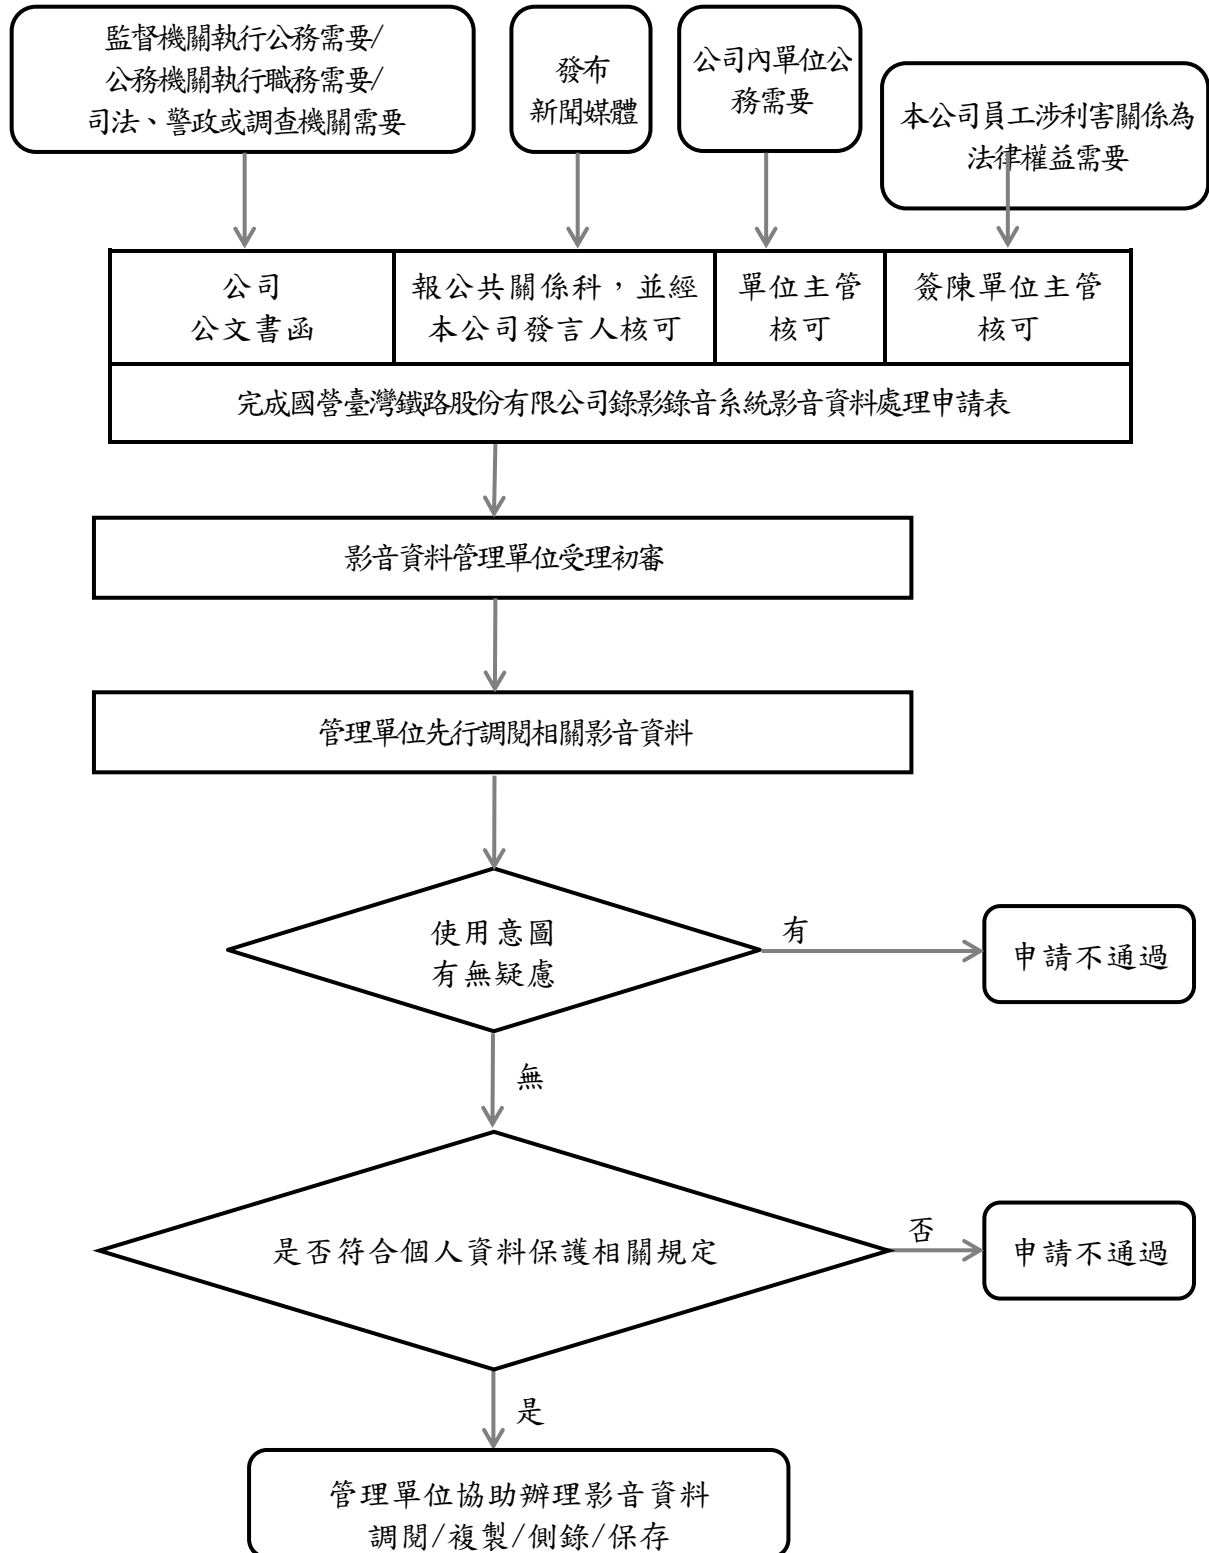 監督機關執行公務需要/
公務機關執行職務需要/
司法、警政或調查機關需要
發布
新聞媒體
公司內單位公
務需要
本公司員工涉利害關係為
法律權益需要
公司
公文書函
報公共關係科，並經
本公司發言人核可
單位主管
核可
簽陳單位主管
核可
完成國營臺灣鐵路股份有限公司錄影錄音系統影音資料處理申請表
影音資料管理單位受理初審
管理單位先行調閱相關影音資料
使用意圖
有無疑慮
有
申請不通過
無
是否符合個人資料保護相關規定
否
申請不通過
是
管理單位協助辦理影音資料
調閱/複製/側錄/保存